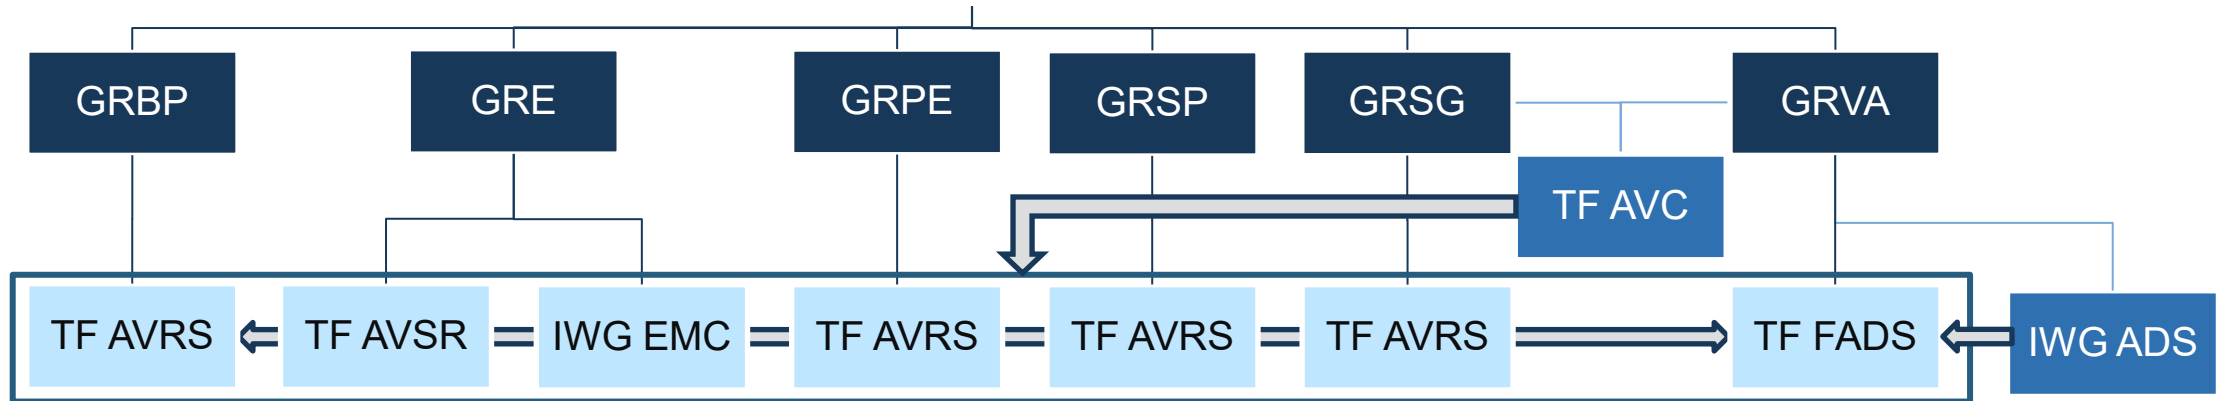 GRBP
GRE
GRPE
GRSP
GRSG
GRVA
TF AVC
TF AVRS
TF AVSR
IWG EMC
TF AVRS
TF AVRS
TF AVRS
TF FADS
IWG ADS